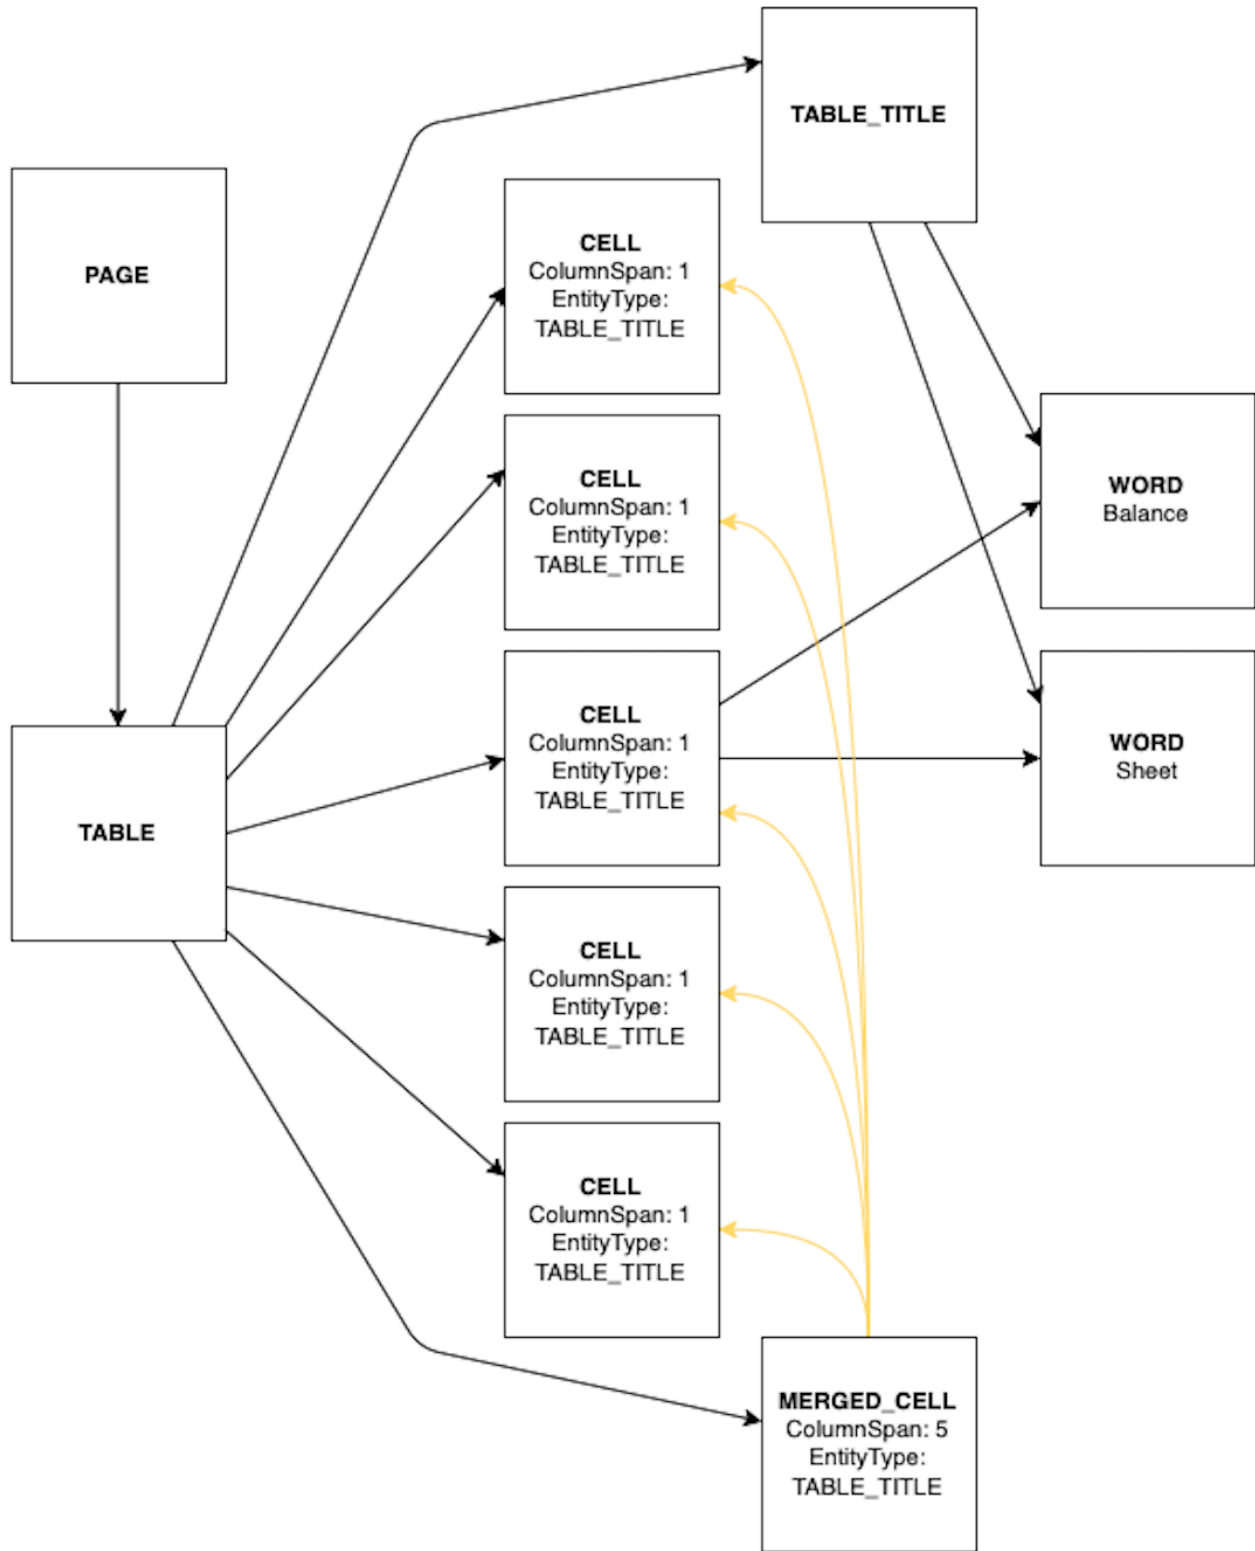 TABLE_TITLE
PAGE
CELL
ColumnSpan: 1
EntityType:
TABLE_TITLE
CELL
ColumnSpan: 1
EntityType:
TABLE_TITLE
WORD
Balance
CELL
ColumnSpan: 1
EntityType:
TABLE_TITLE
WORD
Sheet
TABLE
CELL
ColumnSpan: 1
EntityType:
TABLE_TITLE
CELL
ColumnSpan: 1
EntityType:
TABLE_TITLE
MERGED_CELL
ColumnSpan: 5
EntityType:
TABLE_TITLE